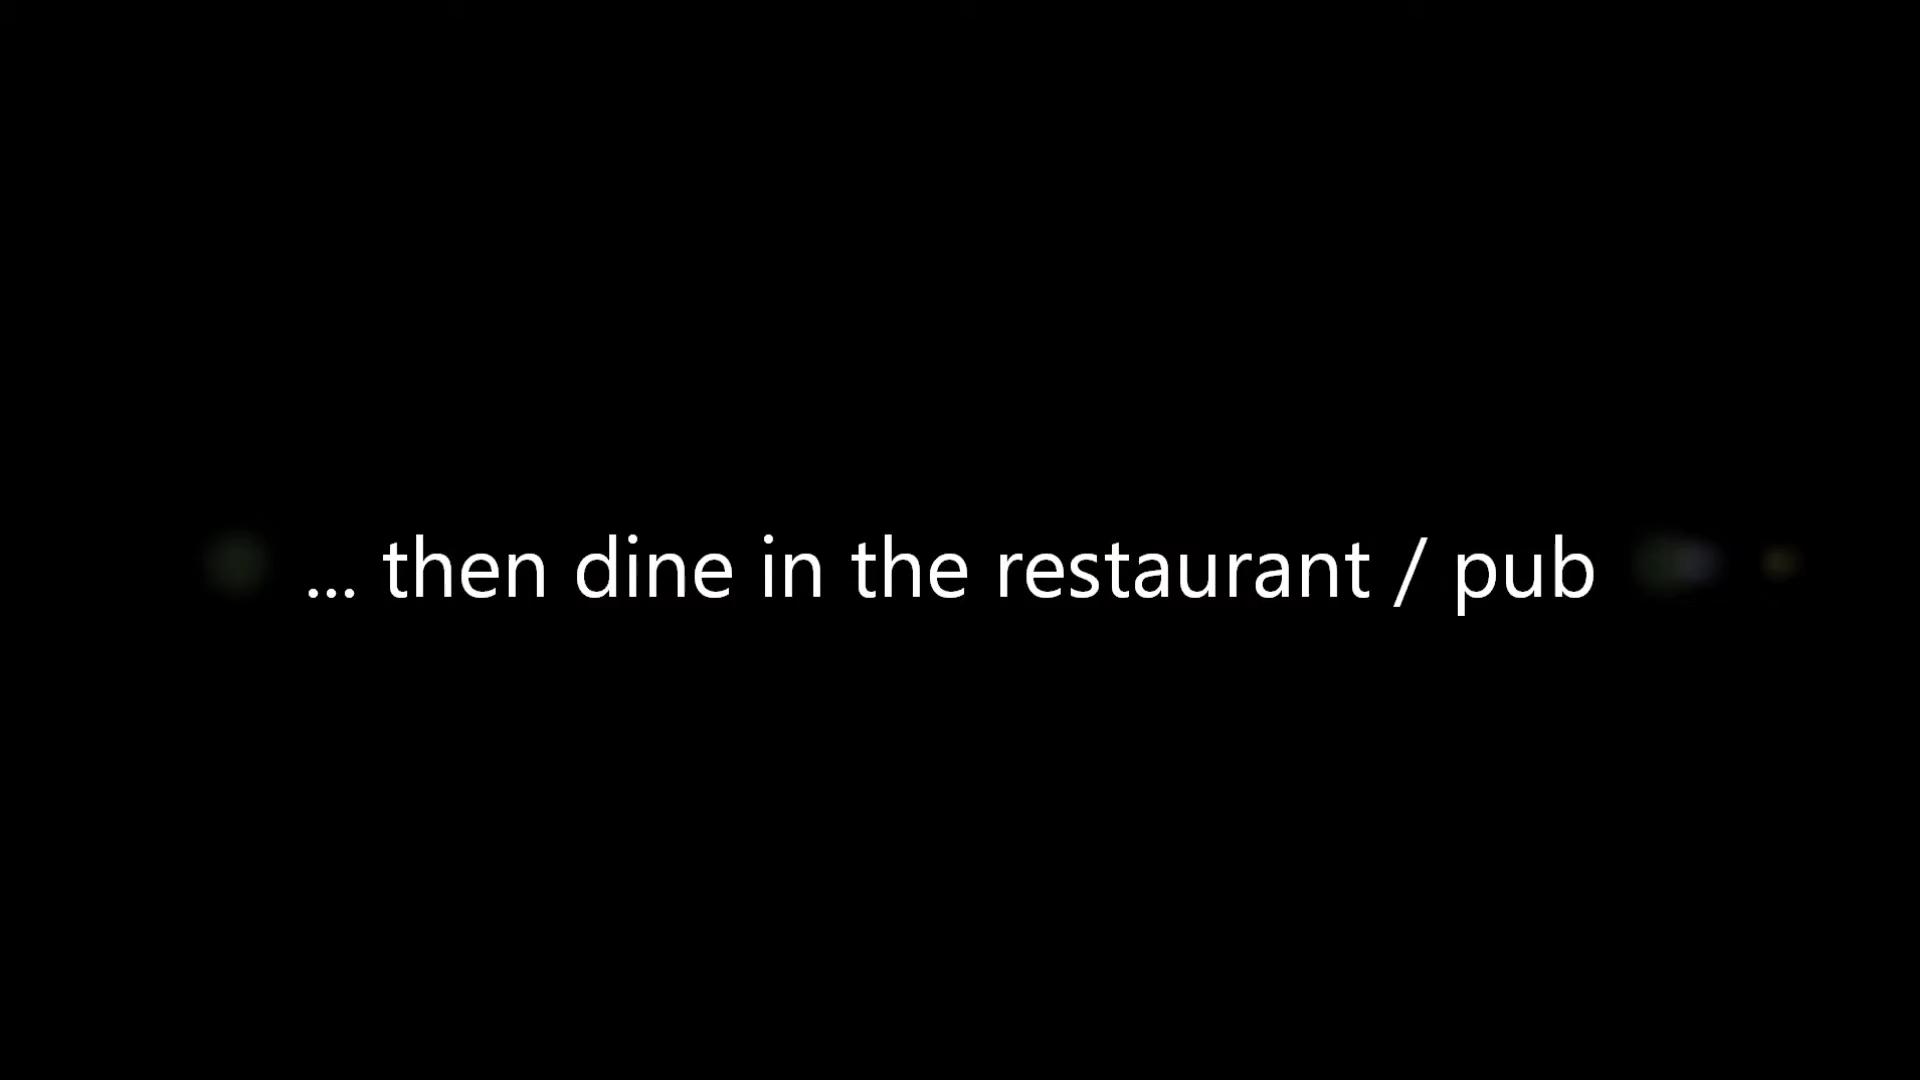 ... then dine in the restaurant / pub